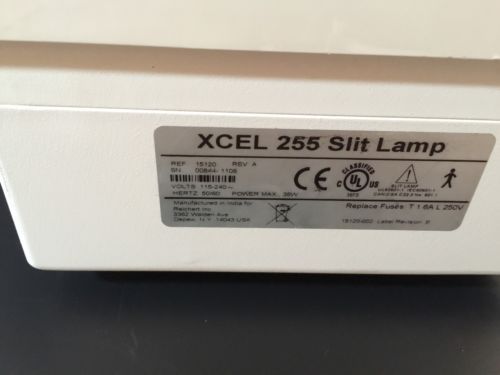 XCEL 255 Slit Lamp
REF 15120 REV A
SN 00844-1108
VOLTS 115-240~
HERTZ 50/60 POWER MAX. 36W
CE
CLASSIFIED
C UL US
SLIT LAMP
Manufactured in India for
Reichert Inc.
3362 Walden Ave
Depew, N.Y. 14043 USA
Replace Fuses T 1.6A L 250V
15120-602 Label Revision B